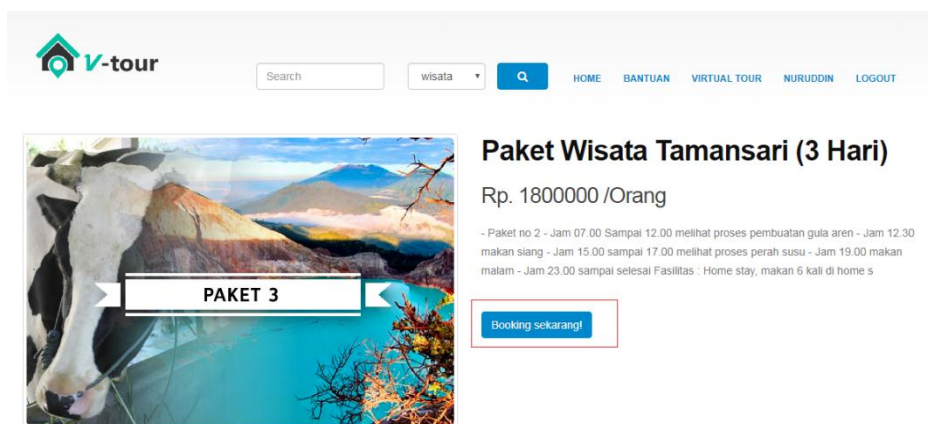 V-tour
Search
wisata
HOME BANTUAN VIRTUAL TOUR NURUDDIN LOGOUT
Paket Wisata Tamansari (3 Hari)
Rp. 1800000 /Orang
- Paket no 2 - Jam 07.00 Sampai 12.00 melihat proses pembuatan gula aren - Jam 12.30
makan siang - Jam 15.00 sampai 17.00 melihat proses perah susu - Jam 19.00 makan
malam - Jam 23.00 sampai selesai Fasilitas : Home stay, makan 6 kali di home s
PAKET 3
Booking sekarang!